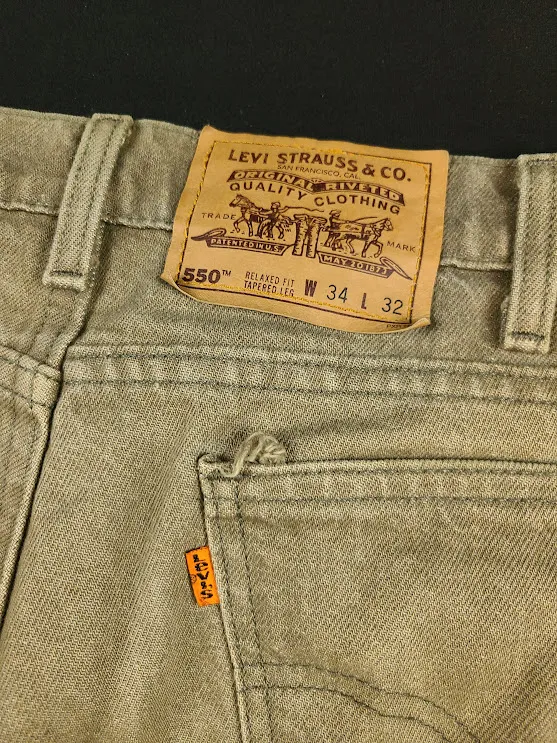 LEVI STRAUSS & CO.
SAN FRANCISCO, CAL
ORIGINAL RIVETED
QUALITY CLOTHING
TRADE MARK
PATENTED IN U.S. MAY 20 1873
550™ RELAXED FIT
TAPERED LEG W 34 L 32
LEVI'S